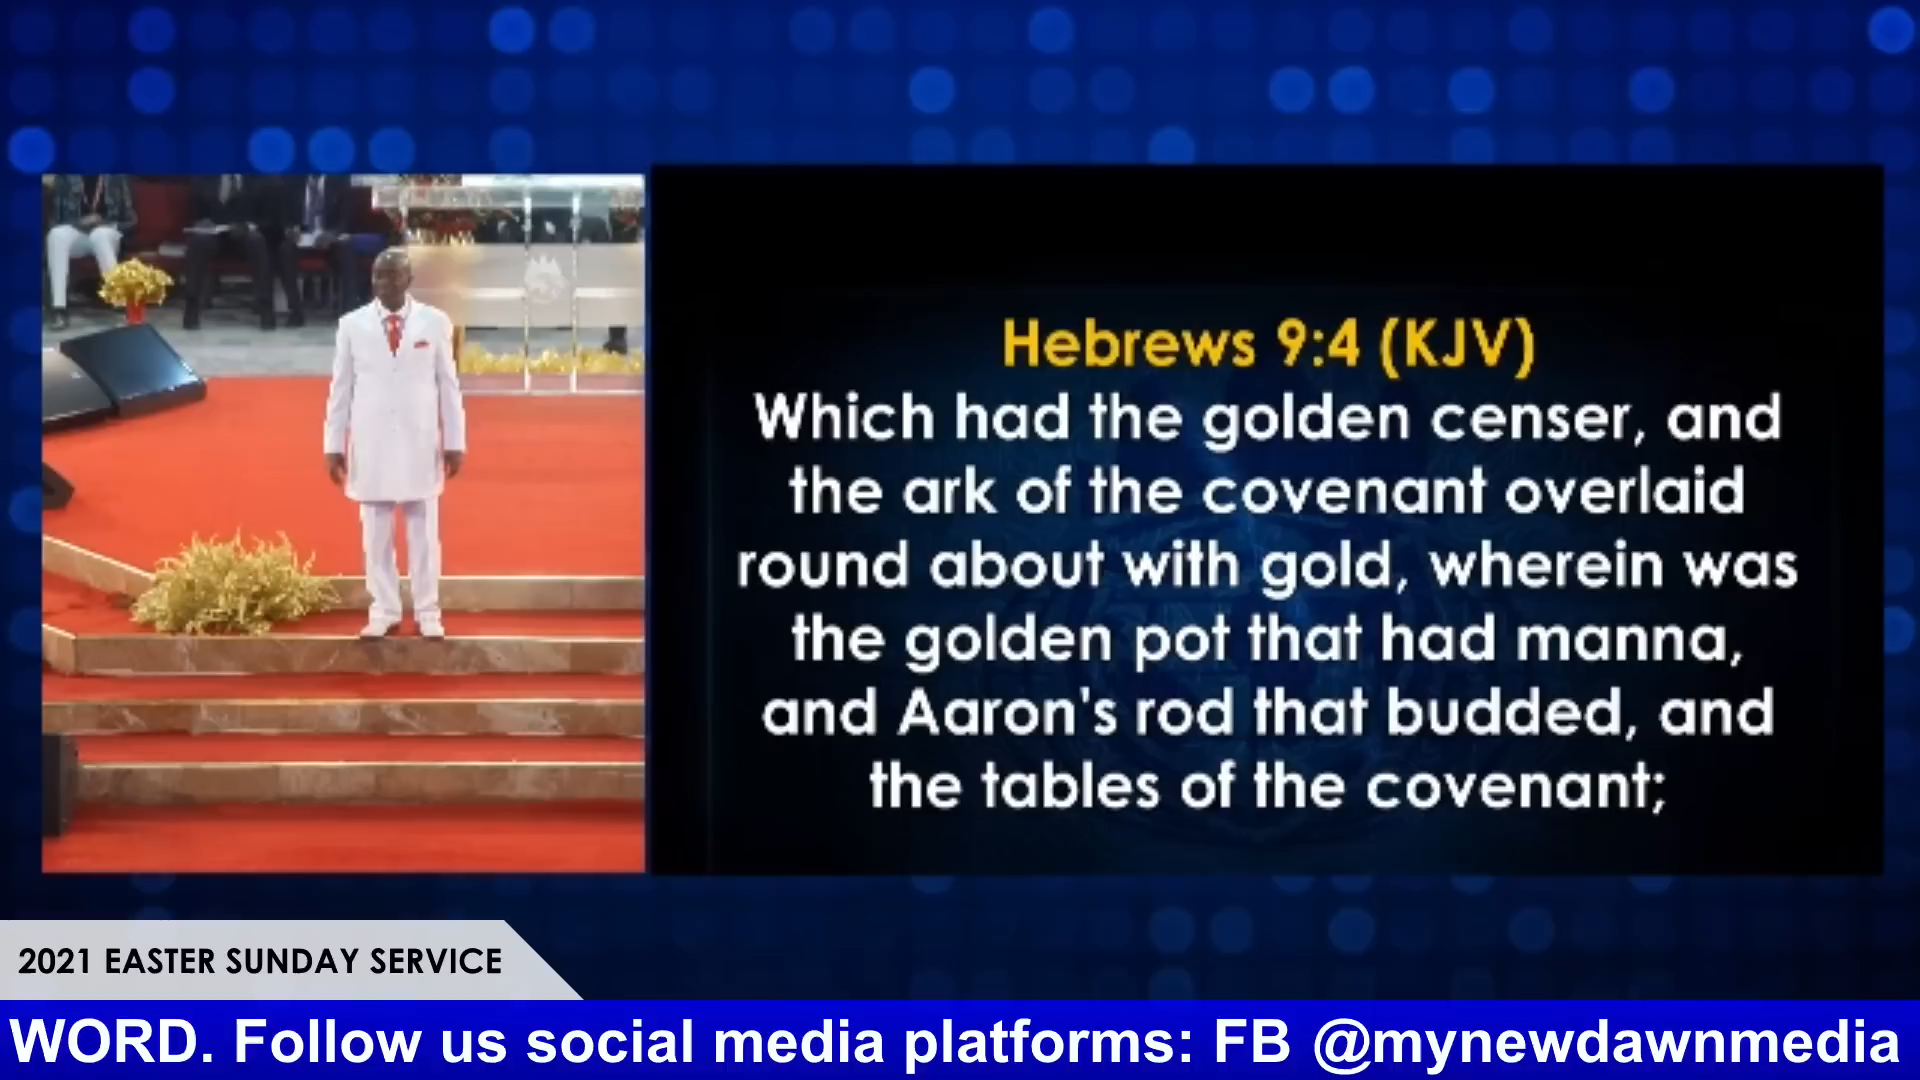 Hebrews 9:4 (KJV)
Which had the golden censer, and
the ark of the covenant overlaid
round about with gold, wherein was
the golden pot that had manna,
and Aaron's rod that budded, and
the tables of the covenant;
2021 EASTER SUNDAY SERVICE
WORD. Follow us social media platforms: FB @mynewdawnmedia